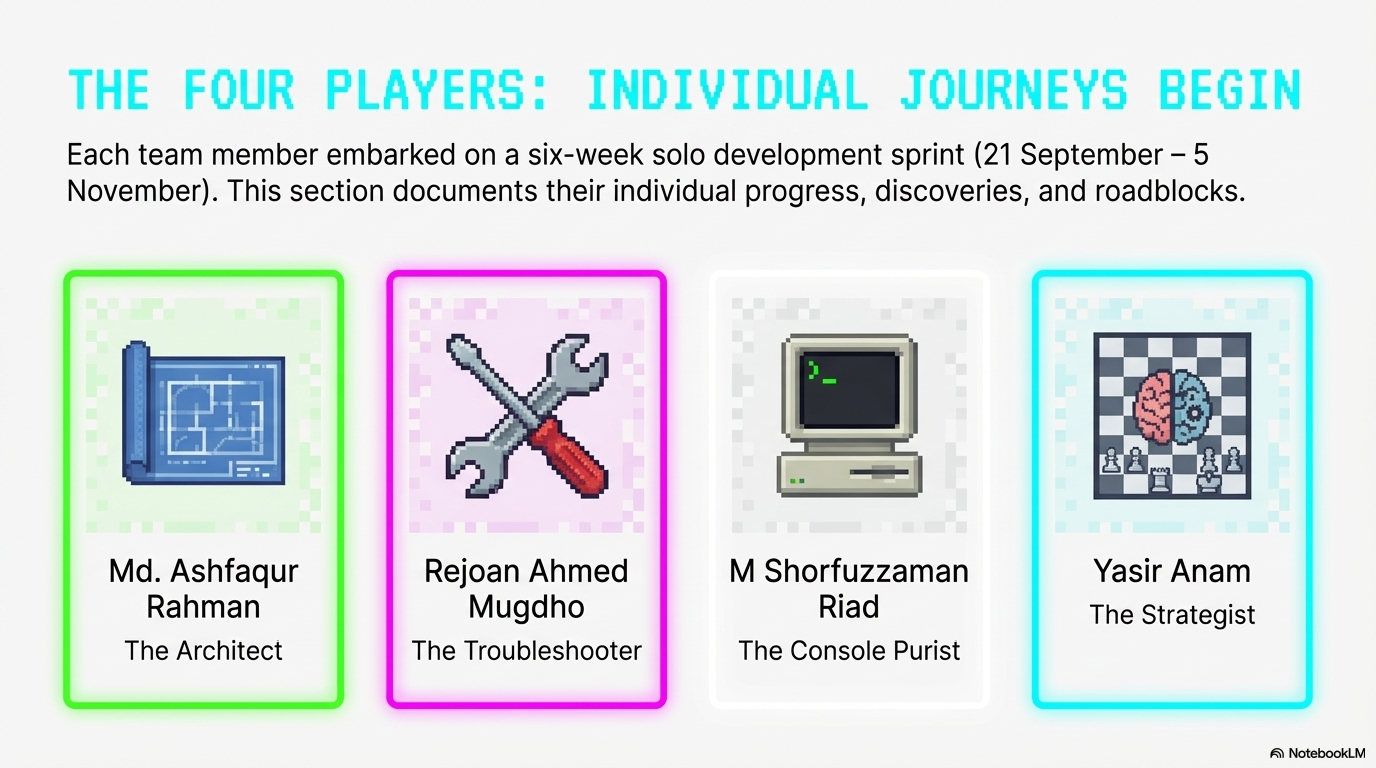 THE FOUR PLAYERS: INDIVIDUAL JOURNEYS BEGIN
Each team member embarked on a six-week solo development sprint (21 September – 5
November). This section documents their individual progress, discoveries, and roadblocks.
>_
Md. Ashfaqur
Rahman
The Architect
Rejoan Ahmed
Mugdho
The Troubleshooter
M Shorfuzzaman
Riad
The Console Purist
Yasir Anam
The Strategist
NotebookLM